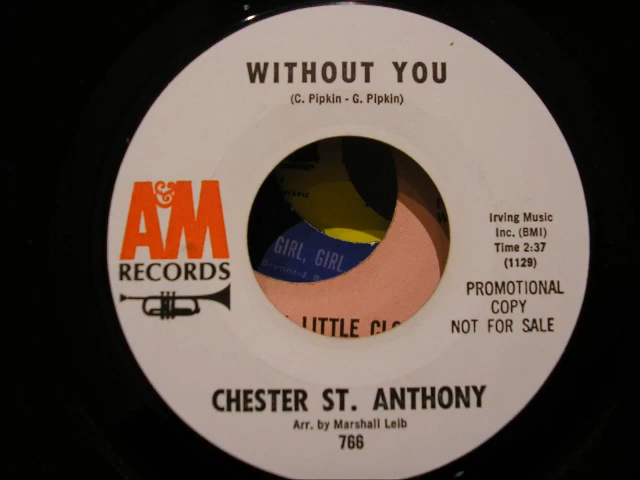 WITHOUT YOU
(C. Pipkin - G. Pipkin)
A&M
RECORDS
Irving Music
Inc. (BMI)
Time 2:37
(1129)
PROMOTIONAL
COPY
NOT FOR SALE
GIRL, GIRL
LITTLE
CHESTER ST. ANTHONY
Arr. by Marshall Leib
766